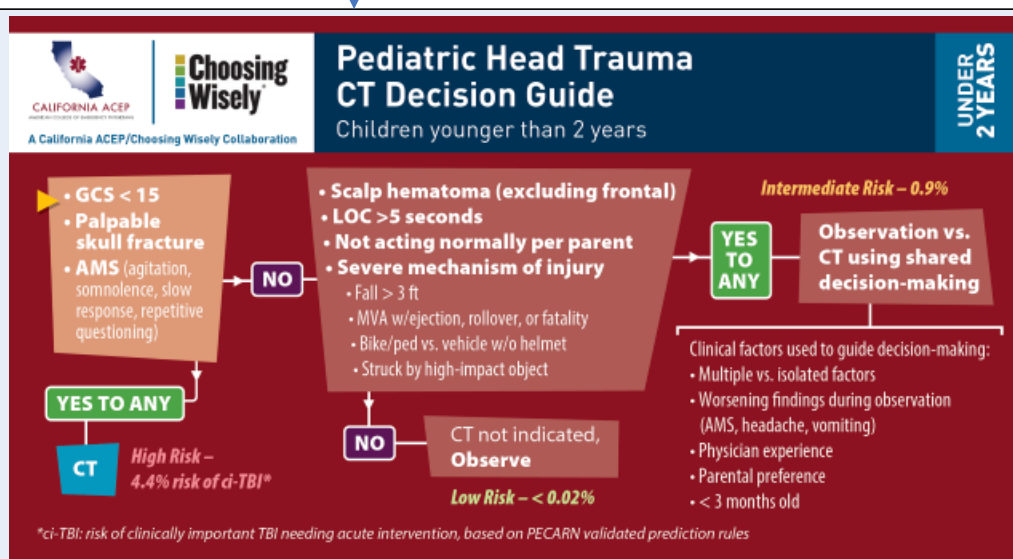 CALIFORNIA ACEP
AMERICAN COLLEGE OF EMERGENCY PHYSICIANS
Choosing
Wisely
A California ACEP/Choosing Wisely Collaboration
Pediatric Head Trauma
CT Decision Guide
Children younger than 2 years
UNDER
2 YEARS
• GCS < 15
• Palpable
skull fracture
• AMS (agitation,
somnolence, slow
response, repetitive
questioning)
YES TO ANY
CT
High Risk –
4.4% risk of ci-TBI*
NO
• Scalp hematoma (excluding frontal)
• LOC >5 seconds
• Not acting normally per parent
• Severe mechanism of injury
• Fall > 3 ft
• MVA w/ejection, rollover, or fatality
• Bike/ped vs. vehicle w/o helmet
• Struck by high-impact object
NO
CT not indicated,
Observe
Low Risk – < 0.02%
YES
TO
ANY
Intermediate Risk – 0.9%
Observation vs.
CT using shared
decision-making
Clinical factors used to guide decision-making:
• Multiple vs. isolated factors
• Worsening findings during observation
(AMS, headache, vomiting)
• Physician experience
• Parental preference
• < 3 months old
*ci-TBI: risk of clinically important TBI needing acute intervention, based on PECARN validated prediction rules